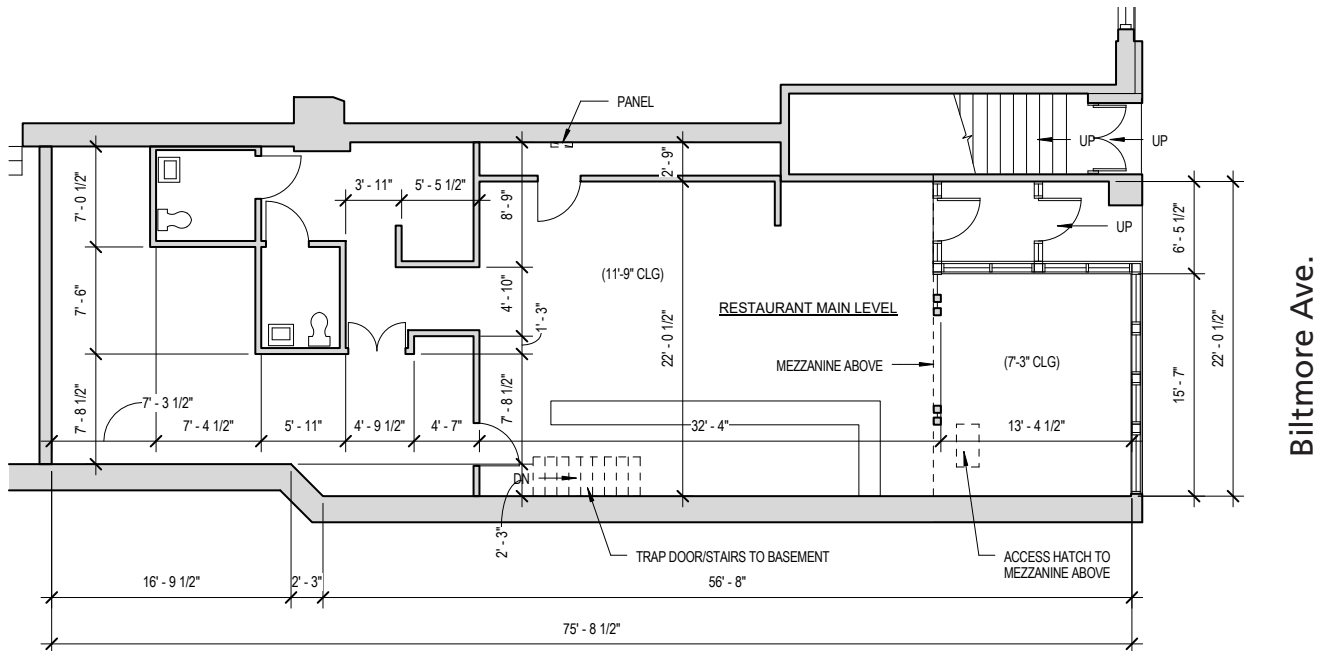 PANEL
UP
UP
2' - 9"
3' - 11"
5' - 5 1/2"
7' - 0 1/2"
8' - 9"
UP
6' - 5 1/2"
(11'-9" CLG)
4' - 10"
1' - 3"
7' - 6"
RESTAURANT MAIN LEVEL
22' - 0 1/2"
MEZZANINE ABOVE
(7'-3" CLG)
15' - 7"
22' - 0 1/2"
Biltmore Ave.
7' - 8 1/2"
7' - 3 1/2"
7' - 4 1/2"
5' - 11"
4' - 9 1/2"
4' - 7"
7' - 8 1/2"
32' - 4"
13' - 4 1/2"
DN
2' - 3"
TRAP DOOR/STAIRS TO BASEMENT
ACCESS HATCH TO
MEZZANINE ABOVE
16' - 9 1/2"
2' - 3"
56' - 8"
75' - 8 1/2"